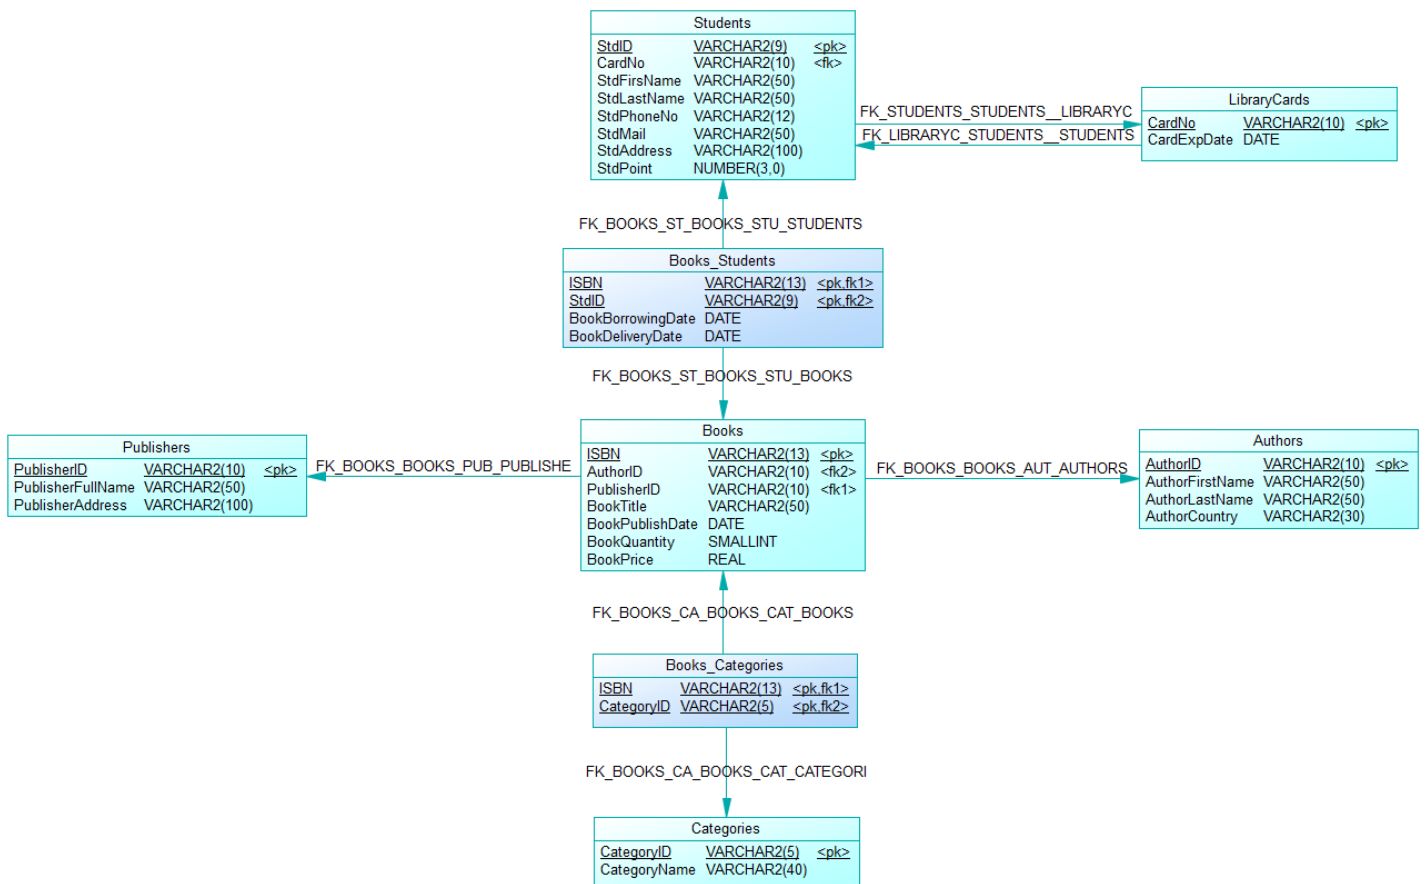 Students
StdID VARCHAR2(9) <pk>
CardNo VARCHAR2(10) <fk>
StdFirsName VARCHAR2(50)
StdLastName VARCHAR2(50)
StdPhoneNo VARCHAR2(12)
StdMail VARCHAR2(50)
StdAddress VARCHAR2(100)
StdPoint NUMBER(3,0)
FK_STUDENTS_STUDENTS__LIBRARYC
FK_LIBRARYC_STUDENTS__STUDENTS
LibraryCards
CardNo VARCHAR2(10) <pk>
CardExpDate DATE
FK_BOOKS_ST_BOOKS_STU_STUDENTS
Books_Students
ISBN VARCHAR2(13) <pk,fk1>
StdID VARCHAR2(9) <pk,fk2>
BookBorrowingDate DATE
BookDeliveryDate DATE
FK_BOOKS_ST_BOOKS_STU_BOOKS
Publishers
PublisherID VARCHAR2(10) <pk>
PublisherFullName VARCHAR2(50)
PublisherAddress VARCHAR2(100)
FK_BOOKS_BOOKS_PUB_PUBLISHE
Books
ISBN VARCHAR2(13) <pk>
AuthorID VARCHAR2(10) <fk2>
PublisherID VARCHAR2(10) <fk1>
BookTitle VARCHAR2(50)
BookPublishDate DATE
BookQuantity SMALLINT
BookPrice REAL
FK_BOOKS_BOOKS_AUT_AUTHORS
Authors
AuthorID VARCHAR2(10) <pk>
AuthorFirstName VARCHAR2(50)
AuthorLastName VARCHAR2(50)
AuthorCountry VARCHAR2(30)
FK_BOOKS_CA_BOOKS_CAT_BOOKS
Books_Categories
ISBN VARCHAR2(13) <pk,fk1>
CategoryID VARCHAR2(5) <pk,fk2>
FK_BOOKS_CA_BOOKS_CAT_CATEGORI
Categories
CategoryID VARCHAR2(5) <pk>
CategoryName VARCHAR2(40)